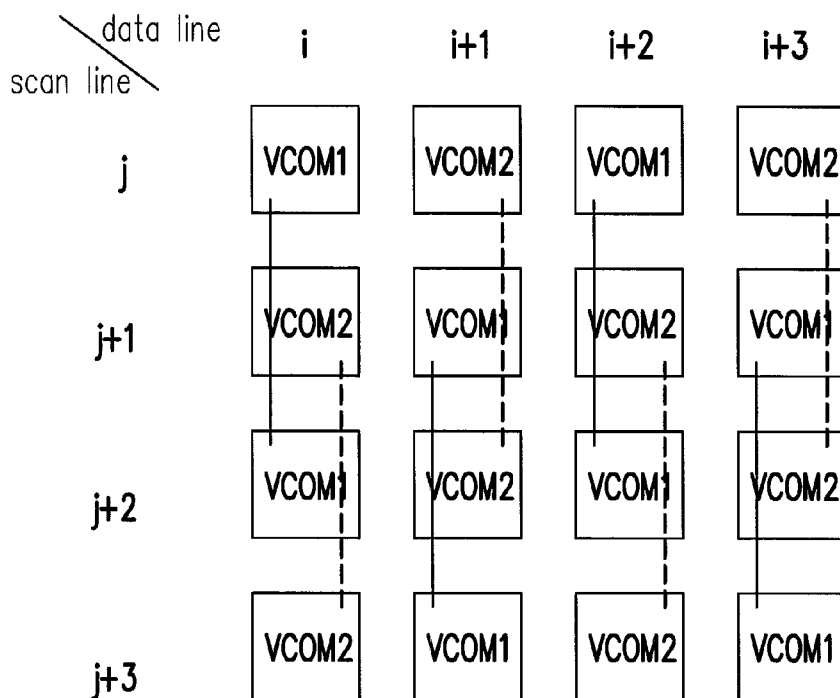 data line i i+1 i+2 i+3
scan line
j VCOM1 VCOM2 VCOM1 VCOM2
j+1 VCOM2 VCOM1 VCOM2 VCOM1
j+2 VCOM1 VCOM2 VCOM1 VCOM2
j+3 VCOM2 VCOM1 VCOM2 VCOM1